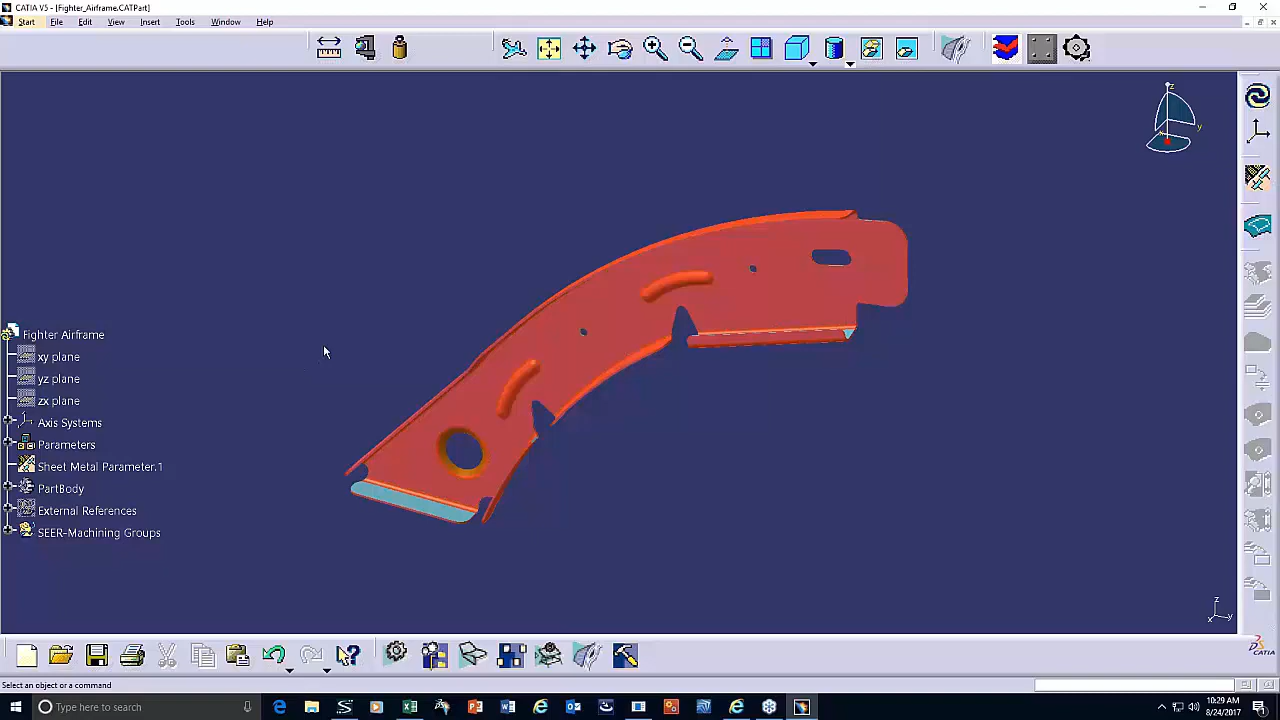 CATIA V5 - [Fighter_Airframe.CATPart]
Start File Edit View Insert Tools Window Help
z
y
x
Fighter Airframe
xy plane
yz plane
zx plane
Axis Systems
Parameters
Sheet Metal Parameter.1
PartBody
External References
SEER-Machining Groups
z
x y
CATIA
Select an object or a command
Type here to search
10:29 AM
8/24/2017